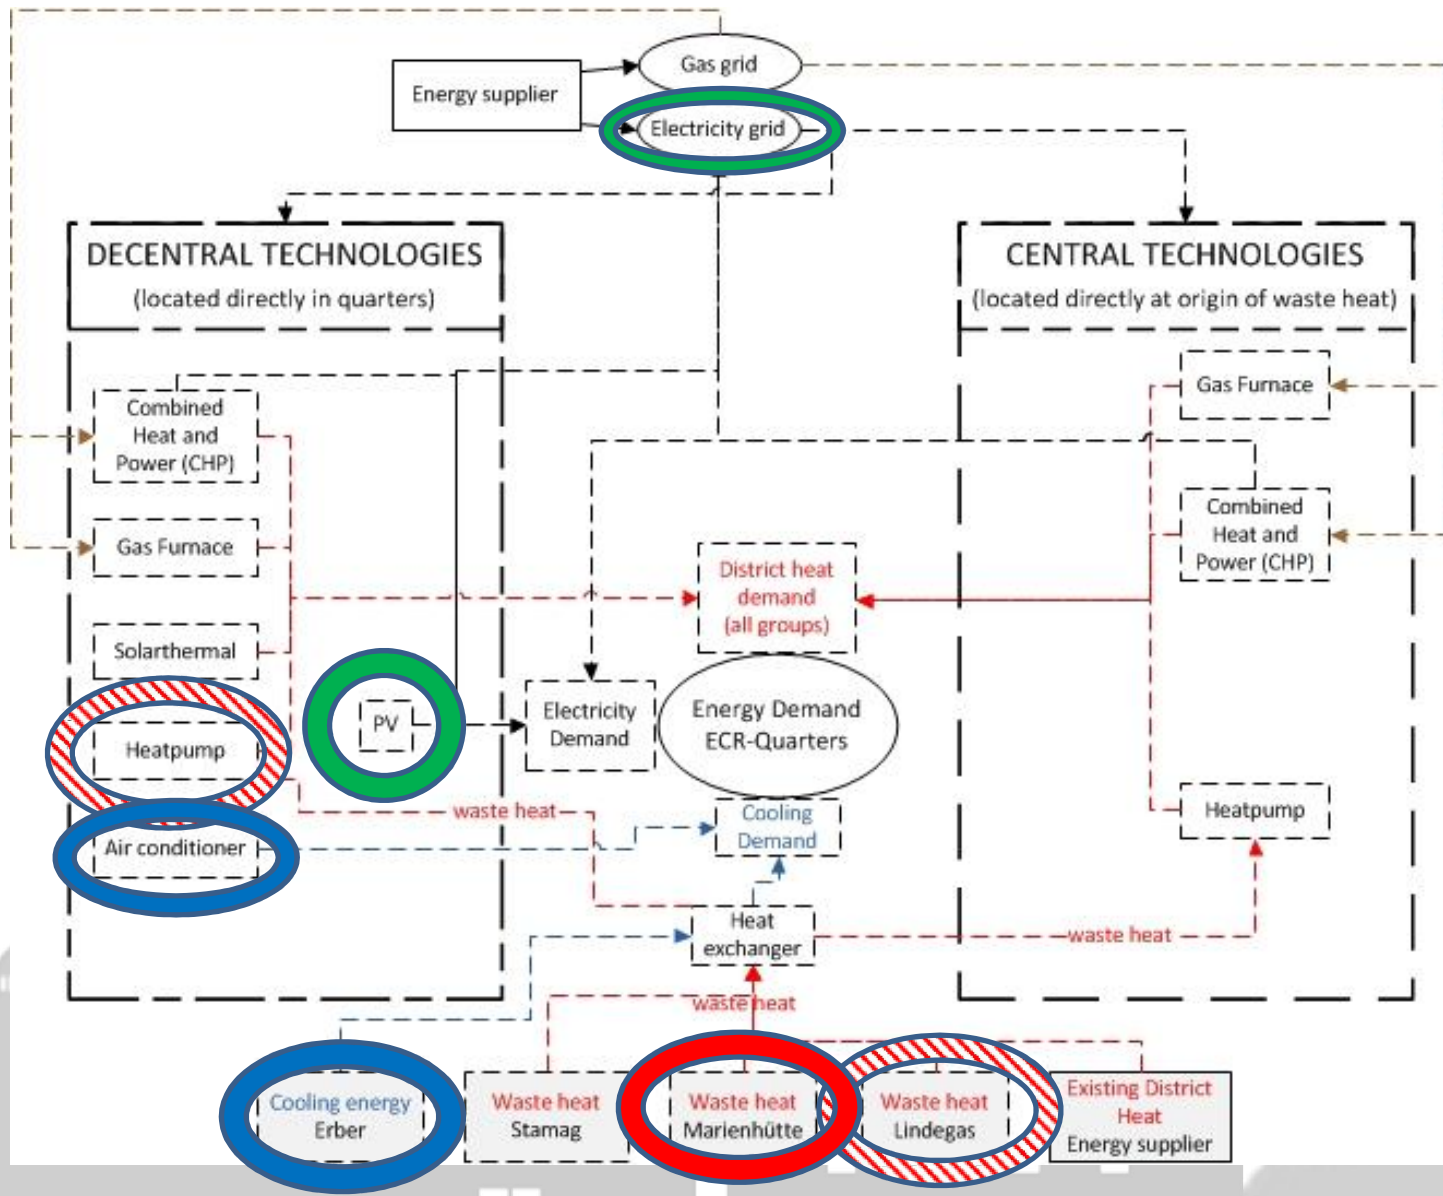 Gas grid
Energy supplier
Electricity grid
DECENTRAL TECHNOLOGIES
(located directly in quarters)
CENTRAL TECHNOLOGIES
(located directly at origin of waste heat)
Combined
Heat and
Power (CHP)
Gas Furnace
Solarthermal
Heatpump
Air conditioner
PV
Electricity
Demand
District heat
demand
(all groups)
Energy Demand
ECR-Quarters
Cooling
Demand
waste heat
Heat
exchanger
waste heat
waste heat
Gas Furnace
Combined
Heat and
Power (CHP)
Heatpump
Cooling energy
Erber
Waste heat
Stamag
Waste heat
Marienhütte
Waste heat
Lindegas
Existing District
Heat
Energy supplier